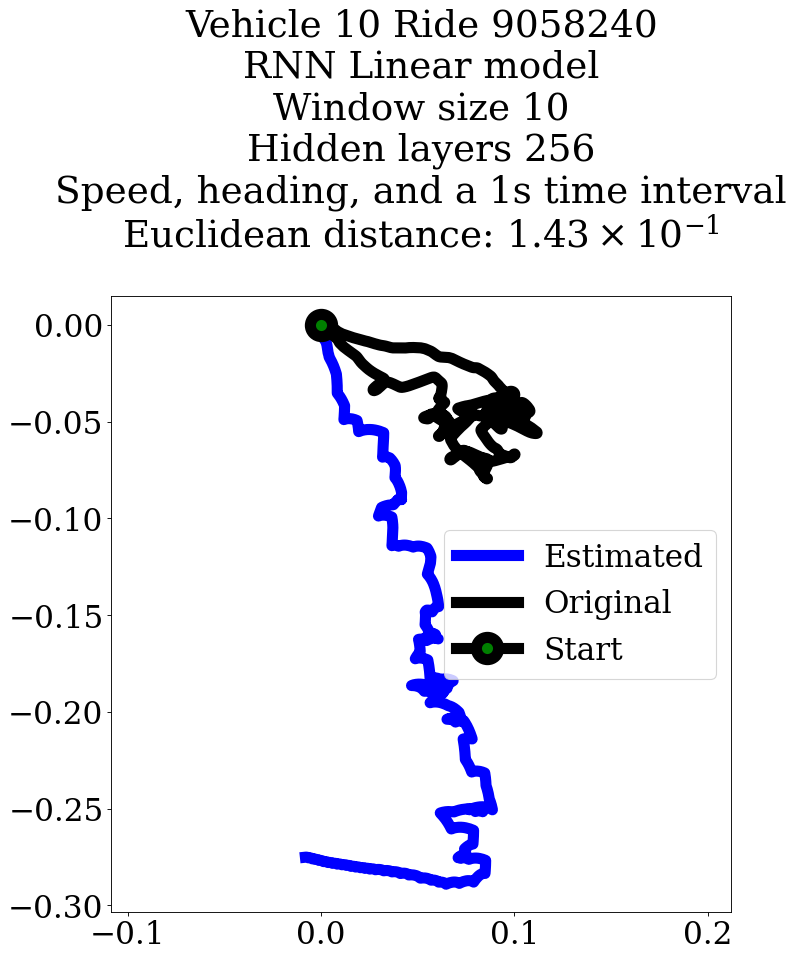 Vehicle 10 Ride 9058240
RNN Linear model
Window size 10
Hidden layers 256
Speed, heading, and a 1s time interval
Euclidean distance: 1.43 × 10⁻¹
0.00
−0.05
−0.10
−0.15
−0.20
−0.25
−0.30
Estimated
Original
Start
−0.1
0.0
0.1
0.2